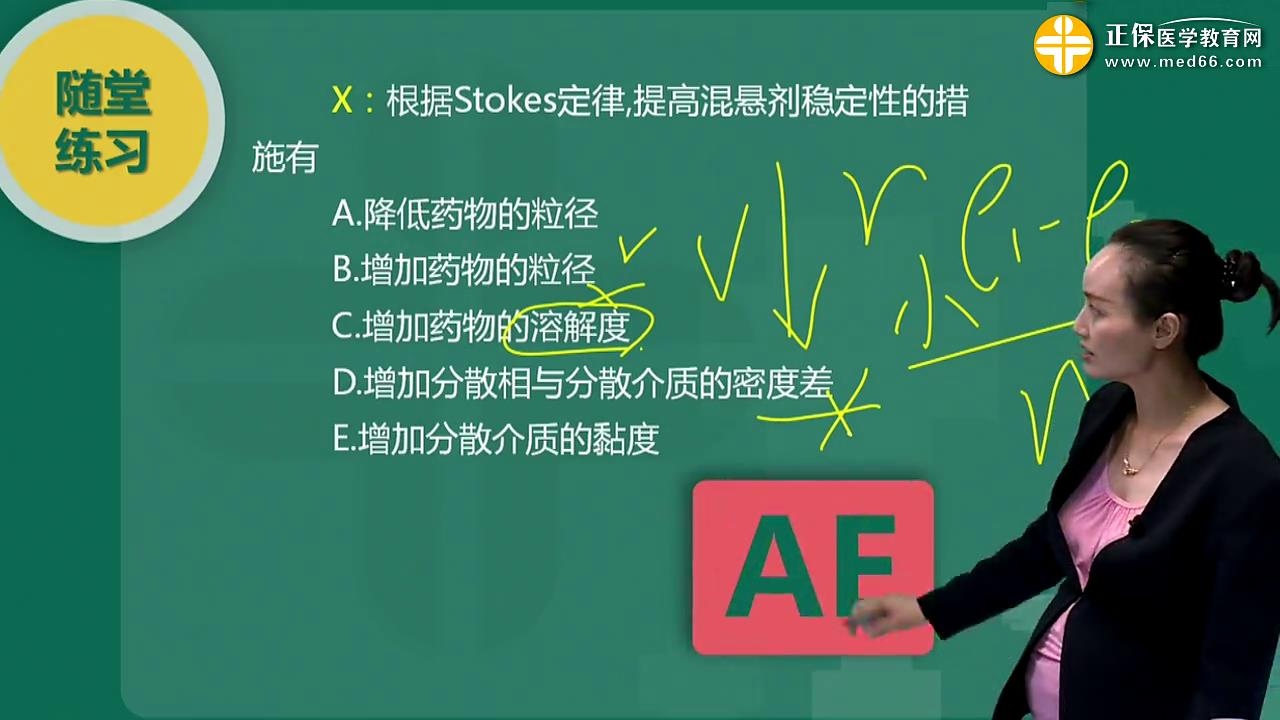 正保医学教育网
www.med66.com
随堂
练习
X：根据Stokes定律,提高混悬剂稳定性的措
施有
A.降低药物的粒径
B.增加药物的粒径
C.增加药物的溶解度
D.增加分散相与分散介质的密度差
E.增加分散介质的黏度
V r ρ1-ρ
η
AE